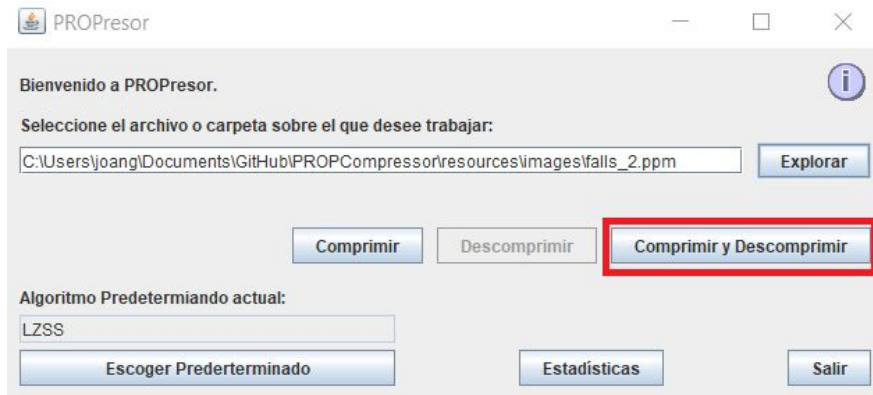 PROPresor
Bienvenido a PROPresor.
i
Seleccione el archivo o carpeta sobre el que desee trabajar:
C:\Users\joang\Documents\GitHub\PROPCompressor\resources\images\falls_2.ppm
Explorar
Comprimir
Descomprimir
Comprimir y Descomprimir
Algoritmo Predetermiando actual:
LZSS
Escoger Prederterminado
Estadísticas
Salir